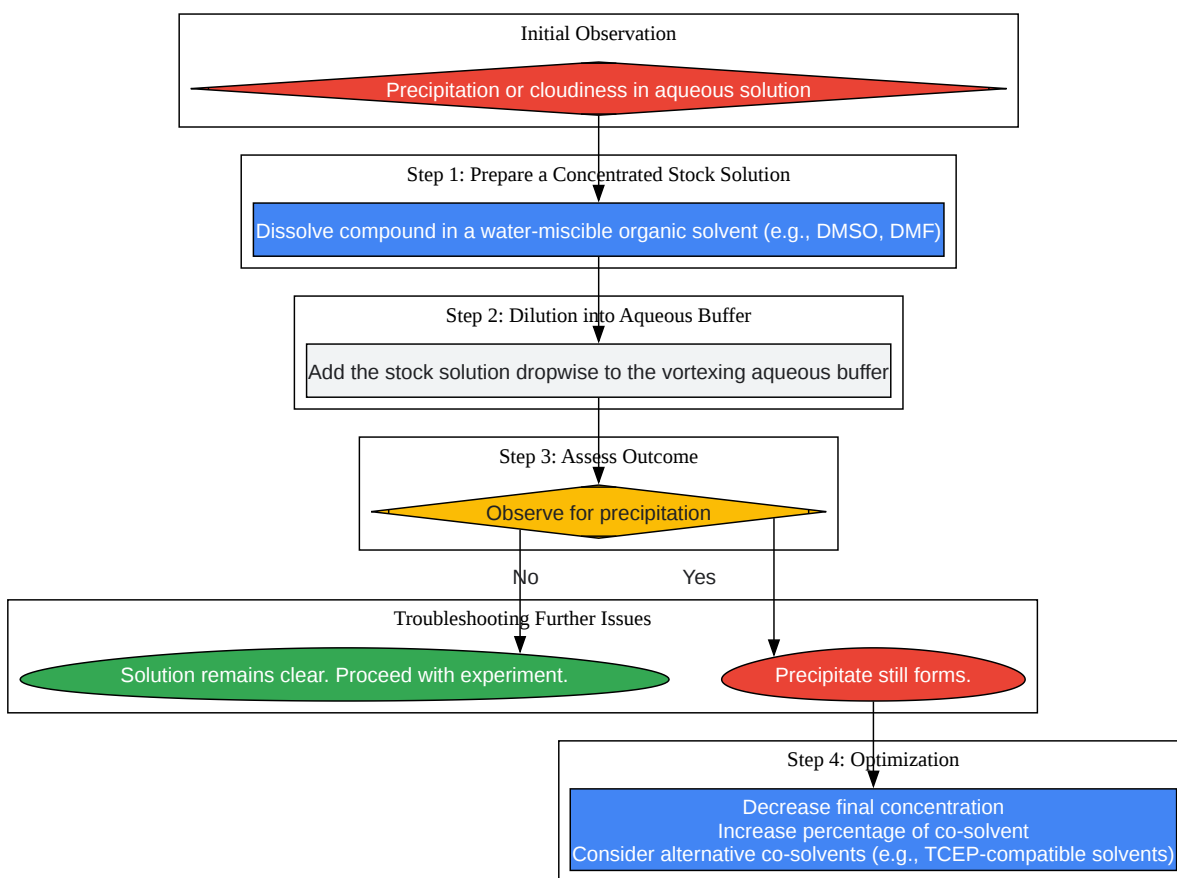 Initial Observation
Precipitation or cloudiness in aqueous solution
Step 1: Prepare a Concentrated Stock Solution
Dissolve compound in a water-miscible organic solvent (e.g., DMSO, DMF)
Step 2: Dilution into Aqueous Buffer
Add the stock solution dropwise to the vortexing aqueous buffer
Step 3: Assess Outcome
Observe for precipitation
No
Yes
Troubleshooting Further Issues
Solution remains clear. Proceed with experiment.
Precipitate still forms.
Step 4: Optimization
Decrease final concentration
Increase percentage of co-solvent
Consider alternative co-solvents (e.g., TCEP-compatible solvents)